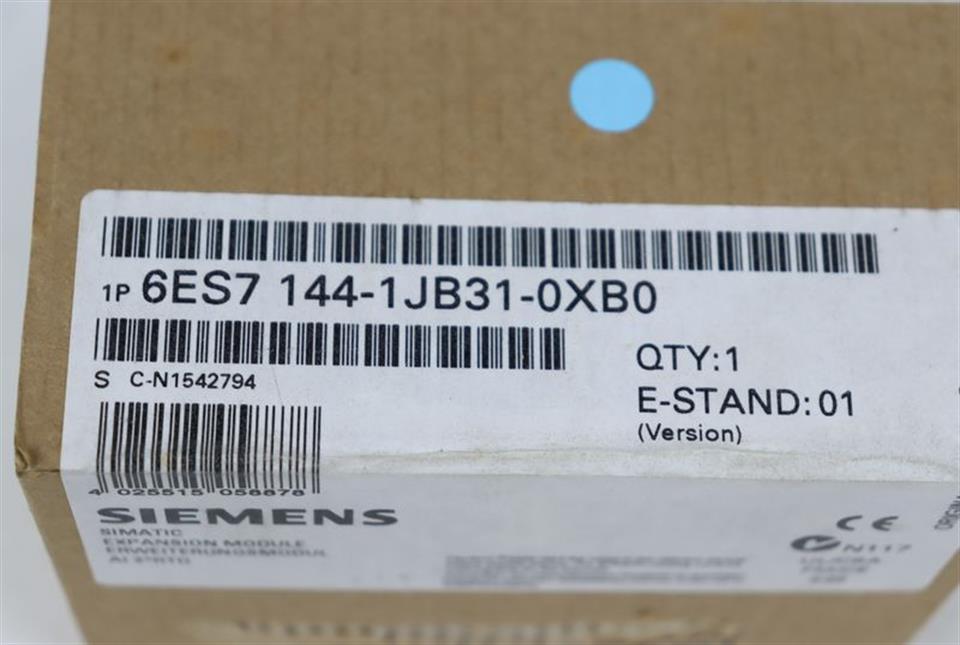 1P 6ES7 144-1JB31-0XB0
S C-N1542794
QTY:1
E-STAND:01
(Version)
4 025515 056676
SIEMENS
SIMATIC
EXPANSION MODULE
ERWEITERUNGSMODUL
CE
N117